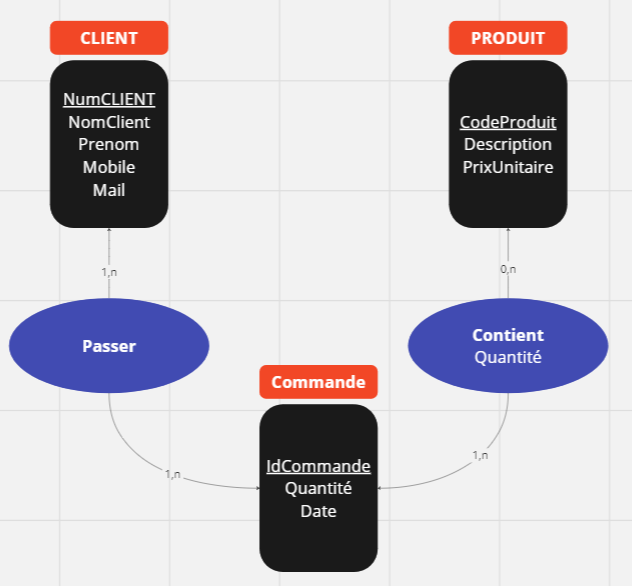 CLIENT
NumCLIENT
NomClient
Prenom
Mobile
Mail
PRODUIT
CodeProduit
Description
PrixUnitaire
1,n
0,n
Passer
Contient
Quantité
Commande
IdCommande
Quantité
Date
1,n
1,n